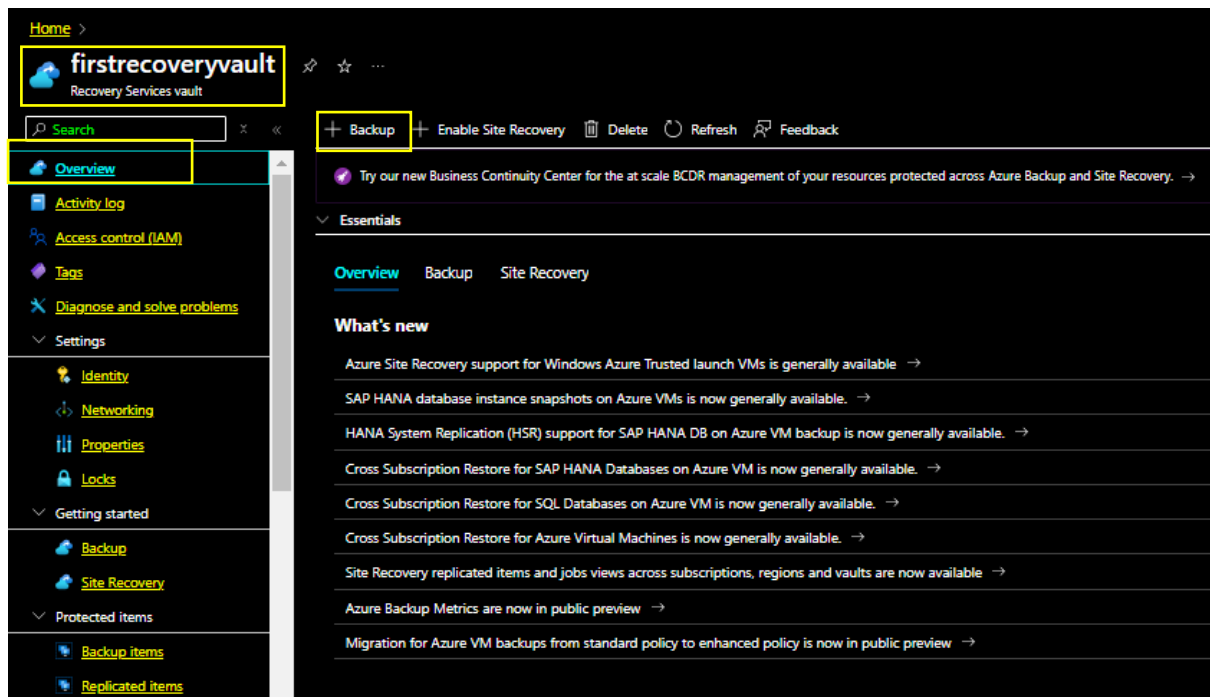 Home >
firstrecoveryvault
Recovery Services vault
Search
+ Backup + Enable Site Recovery Delete Refresh Feedback
Overview
Activity log
Access control (IAM)
Tags
Diagnose and solve problems
Settings
Identity
Networking
Properties
Locks
Getting started
Backup
Site Recovery
Protected items
Backup items
Replicated items
Try our new Business Continuity Center for the at scale BCDR management of your resources protected across Azure Backup and Site Recovery. →
Essentials
Overview Backup Site Recovery
What's new
Azure Site Recovery support for Windows Azure Trusted launch VMs is generally available →
SAP HANA database instance snapshots on Azure VMs is now generally available. →
HANA System Replication (HSR) support for SAP HANA DB on Azure VM backup is now generally available. →
Cross Subscription Restore for SAP HANA Databases on Azure VM is now generally available. →
Cross Subscription Restore for SQL Databases on Azure VM is now generally available. →
Cross Subscription Restore for Azure Virtual Machines is now generally available. →
Site Recovery replicated items and jobs views across subscriptions, regions and vaults are now available →
Azure Backup Metrics are now in public preview →
Migration for Azure VM backups from standard policy to enhanced policy is now in public preview →